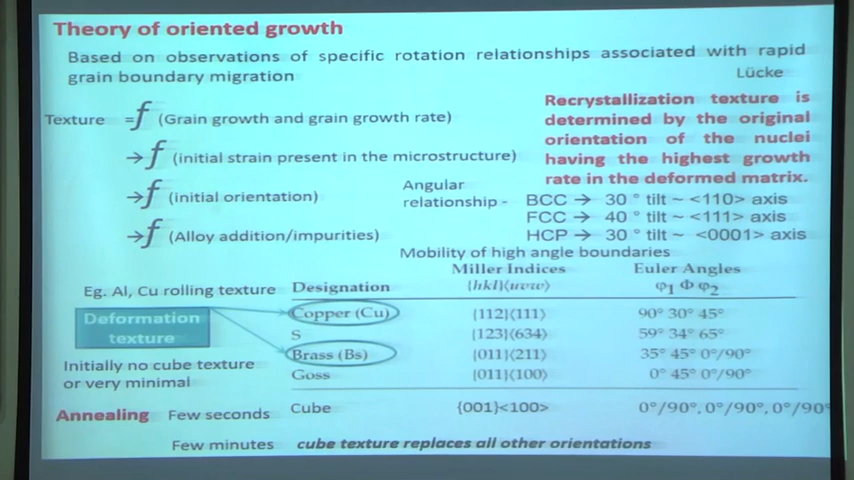 Theory of oriented growth
Based on observations of specific rotation relationships associated with rapid
grain boundary migration
Lücke
Texture =f (Grain growth and grain growth rate)
→f (initial strain present in the microstructure)
→f (initial orientation)
→f (Alloy addition/impurities)
Recrystallization texture is
determined by the original
orientation of the nuclei
having the highest growth
rate in the deformed matrix.
Angular
relationship - BCC → 30 ° tilt ~ <110> axis
FCC → 40 ° tilt ~ <111> axis
HCP → 30 ° tilt ~ <0001> axis
Mobility of high angle boundaries
Eg. Al, Cu rolling texture
Deformation
texture
Initially no cube texture
or very minimal
Designation Miller Indices {hkl}⟨uvw⟩ Euler Angles φ₁ Φ φ₂
Copper (Cu) {112}⟨111⟩ 90° 30° 45°
S {123}⟨634⟩ 59° 34° 65°
Brass (Bs) {011}⟨211⟩ 35° 45° 0°/90°
Goss {011}⟨100⟩ 0° 45° 0°/90°
Annealing Few seconds Cube {001}<100> 0°/90°, 0°/90°, 0°/90°
Few minutes cube texture replaces all other orientations